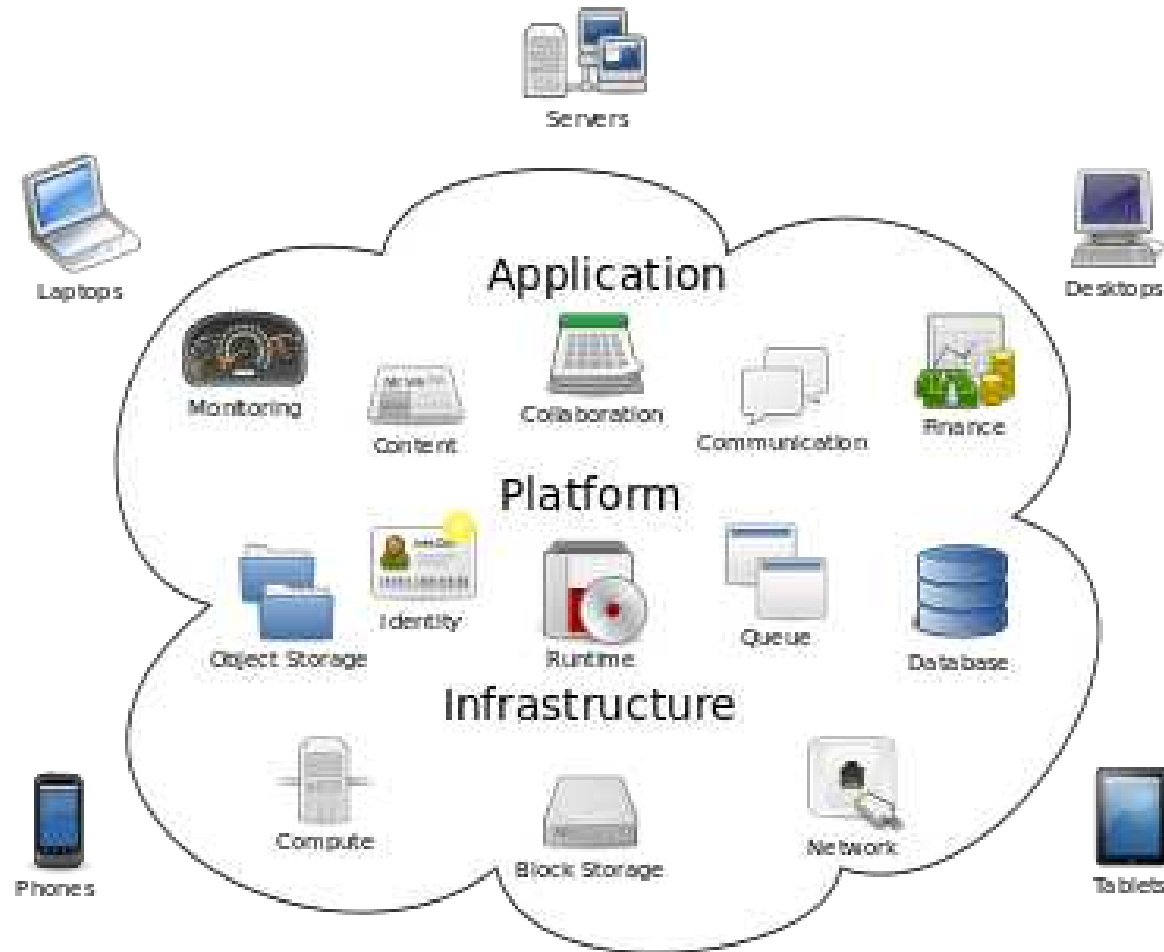 Servers
Laptops
Desktops
Application
Monitoring
Content
Collaboration
Communication
Finance
Platform
Object Storage
Identity
Runtime
Queue
Database
Infrastructure
Compute
Block Storage
Network
Phones
Tablets